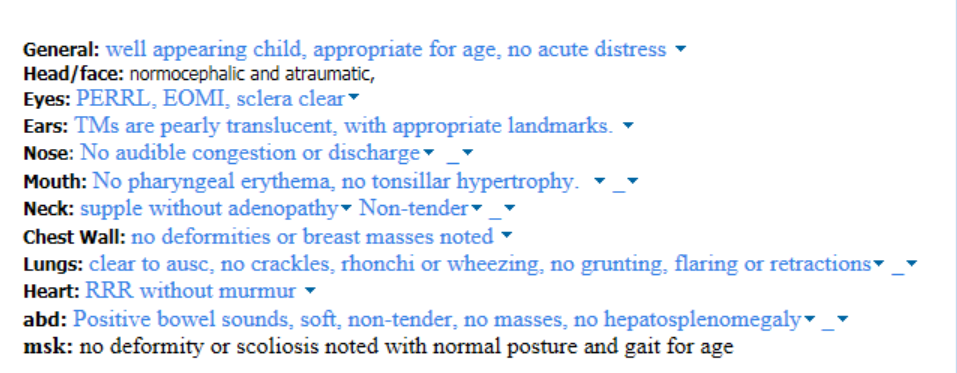 General: well appearing child, appropriate for age, no acute distress
Head/face: normocephalic and atraumatic,
Eyes: PERRL, EOMI, sclera clear
Ears: TMs are pearly translucent, with appropriate landmarks.
Nose: No audible congestion or discharge _
Mouth: No pharyngeal erythema, no tonsillar hypertrophy. _
Neck: supple without adenopathy Non-tender _
Chest Wall: no deformities or breast masses noted
Lungs: clear to ausc, no crackles, rhonchi or wheezing, no grunting, flaring or retractions _
Heart: RRR without murmur
abd: Positive bowel sounds, soft, non-tender, no masses, no hepatosplenomegaly _
msk: no deformity or scoliosis noted with normal posture and gait for age